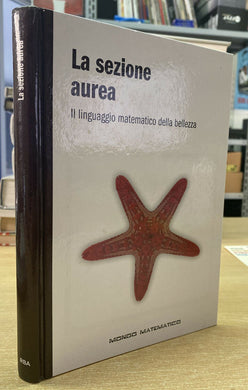 La sezione
aurea
Il linguaggio matematico della bellezza
MONDO MATEMATICO
La sezione aurea
RBA